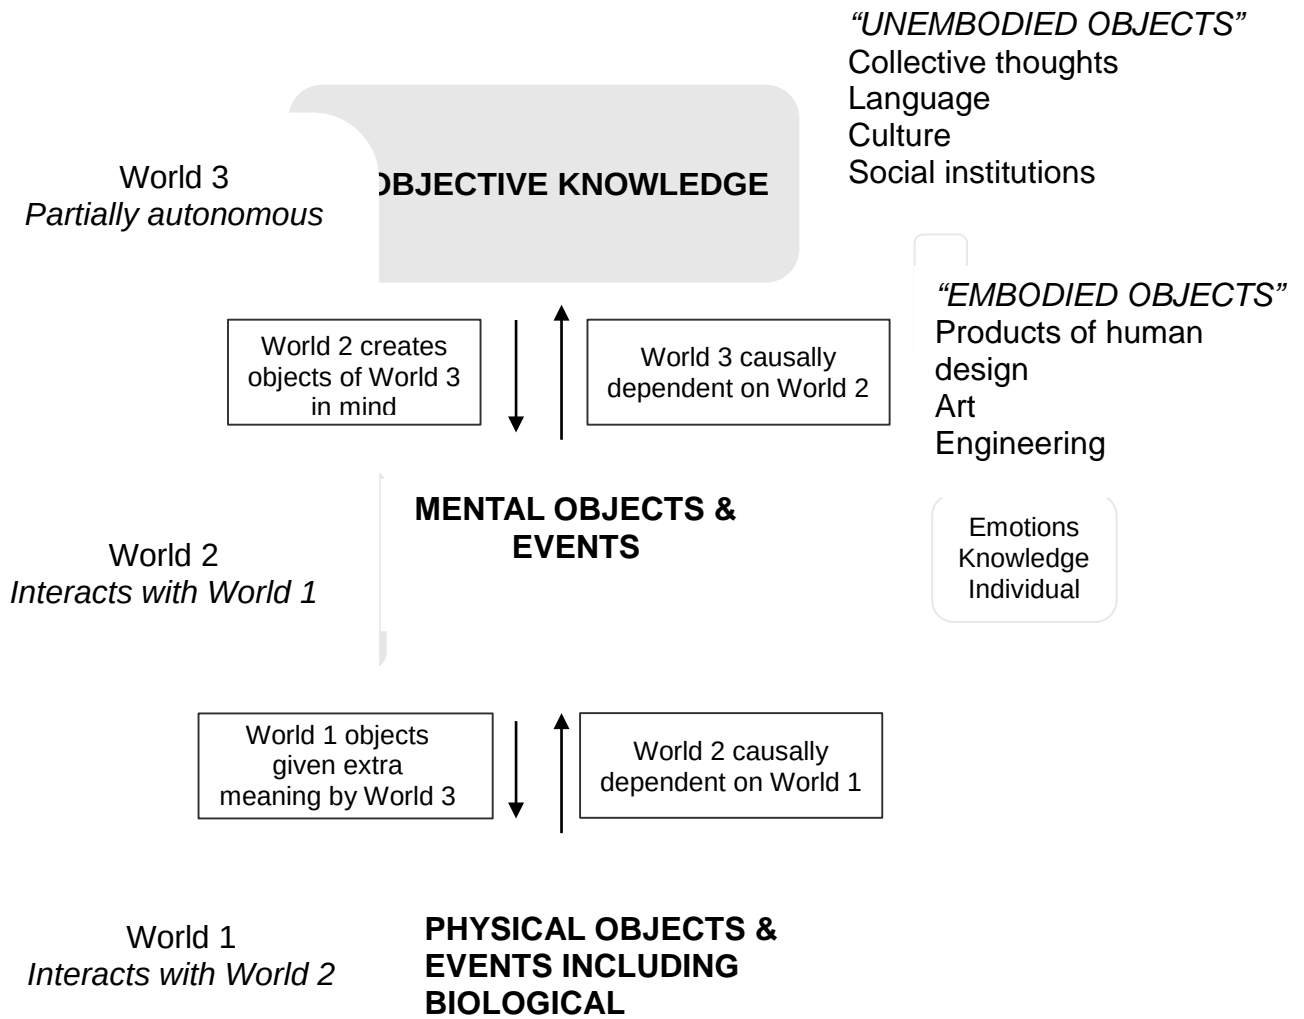 “UNEMBODIED OBJECTS”
Collective thoughts
Language
Culture
Social institutions
World 3
Partially autonomous
OBJECTIVE KNOWLEDGE
“EMBODIED OBJECTS”
Products of human
design
Art
Engineering
World 2 creates
objects of World 3
in mind
World 3 causally
dependent on World 2
MENTAL OBJECTS &
EVENTS
World 2
Interacts with World 1
Emotions
Knowledge
Individual
World 1 objects
given extra
meaning by World 3
World 2 causally
dependent on World 1
World 1
Interacts with World 2
PHYSICAL OBJECTS &
EVENTS INCLUDING
BIOLOGICAL